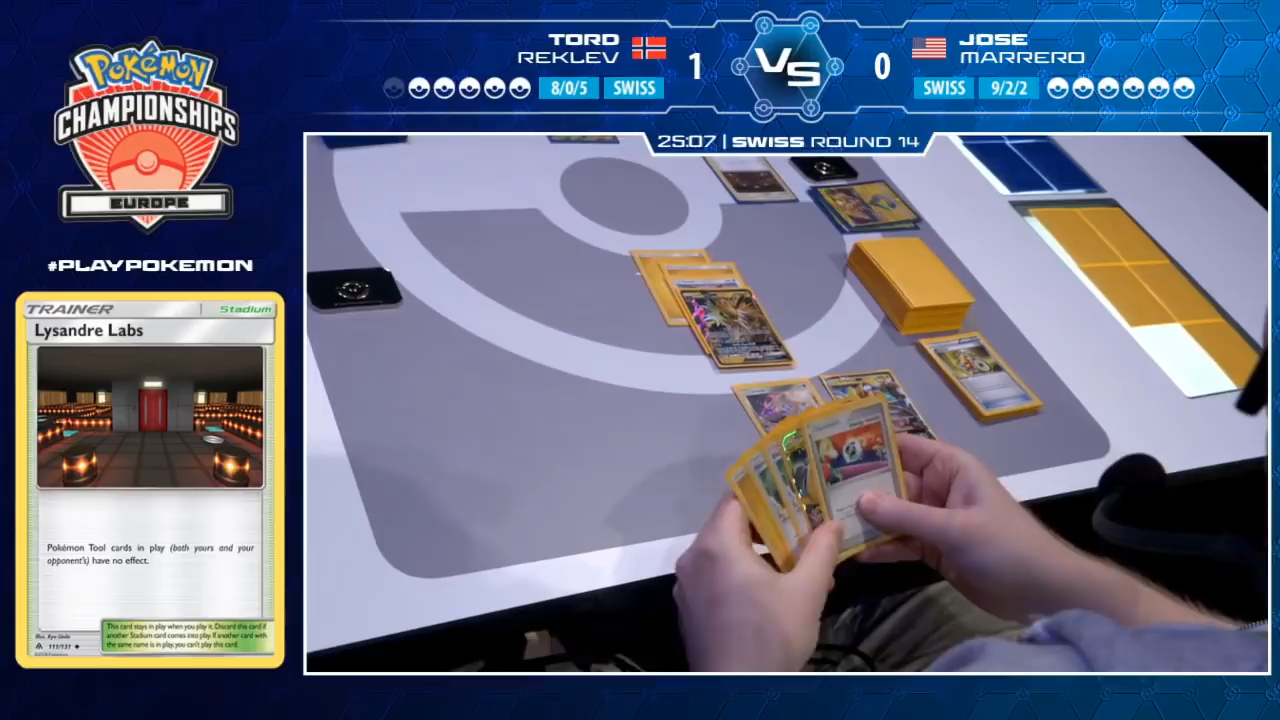 Pokémon
CHAMPIONSHIPS
EUROPE
#PLAYPOKEMON
TORD
REKLEV
1
8/0/5
SWISS
VS
0
JOSE
MARRERO
SWISS
9/2/2
25:07 | SWISS ROUND 14
TRAINER
Stadium
Lysandre Labs
Pokémon Tool cards in play (both yours and your
opponent's) have no effect.
This card stays in play when you play it. Discard this card if
another Stadium card comes into play. If another card with
the same name is in play, you can't play this card.
111/131